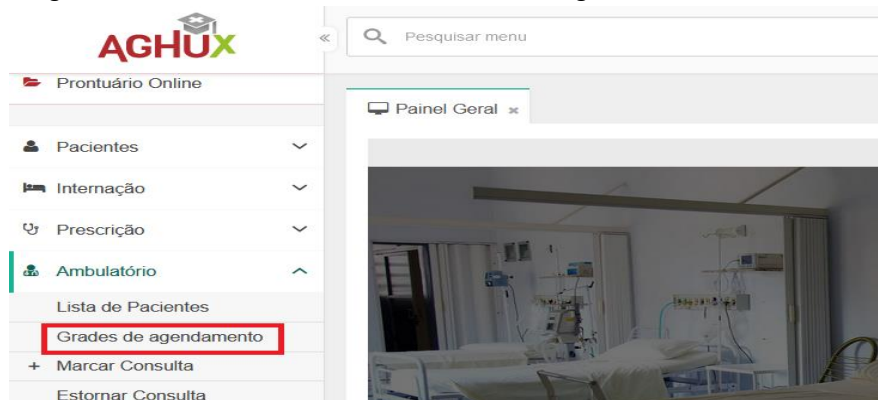 AGHUX
«
Pesquisar menu
Prontuário Online
Painel Geral ×
Pacientes
Internação
Prescrição
Ambulatório
Lista de Pacientes
Grades de agendamento
+ Marcar Consulta
Estornar Consulta